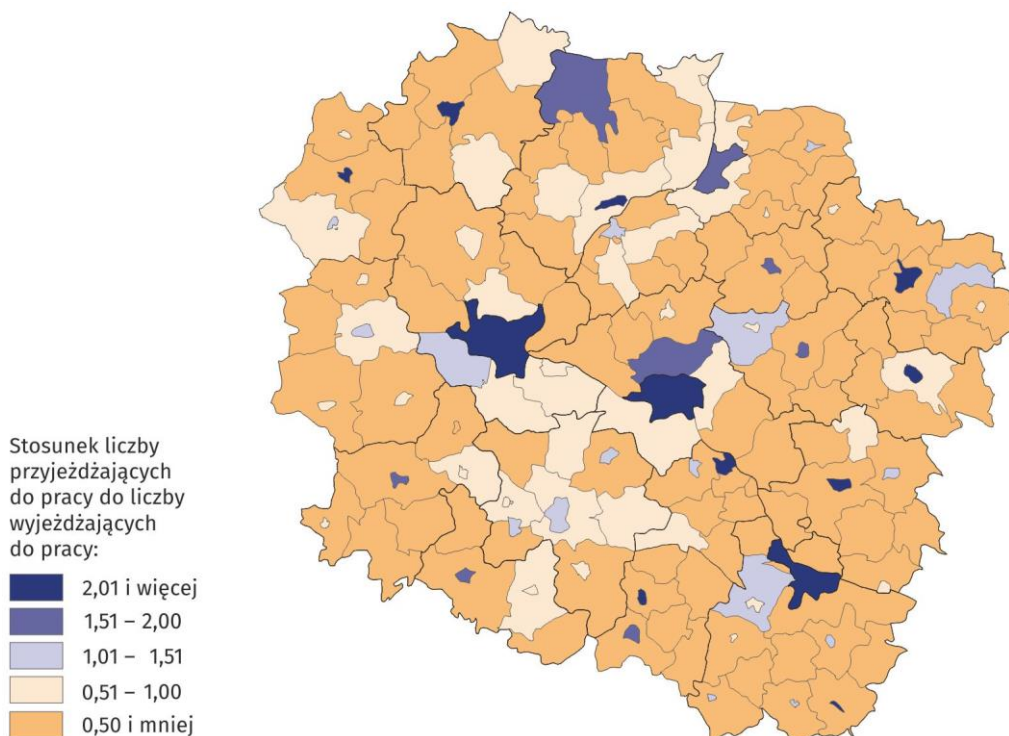 Stosunek liczby
przyjeżdżających
do pracy do liczby
wyjeżdżających
do pracy:
2,01 i więcej
1,51 – 2,00
1,01 – 1,51
0,51 – 1,00
0,50 i mniej